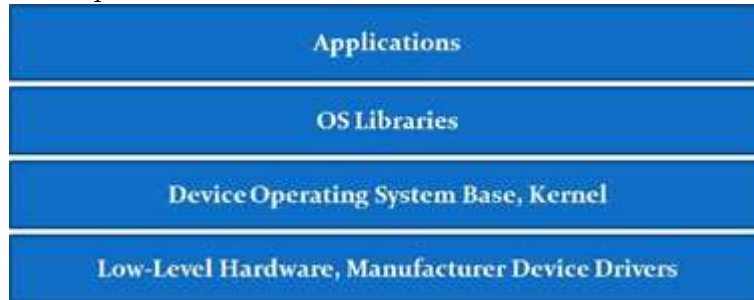 Applications
OS Libraries
Device Operating System Base, Kernel
Low-Level Hardware, Manufacturer Device Drivers